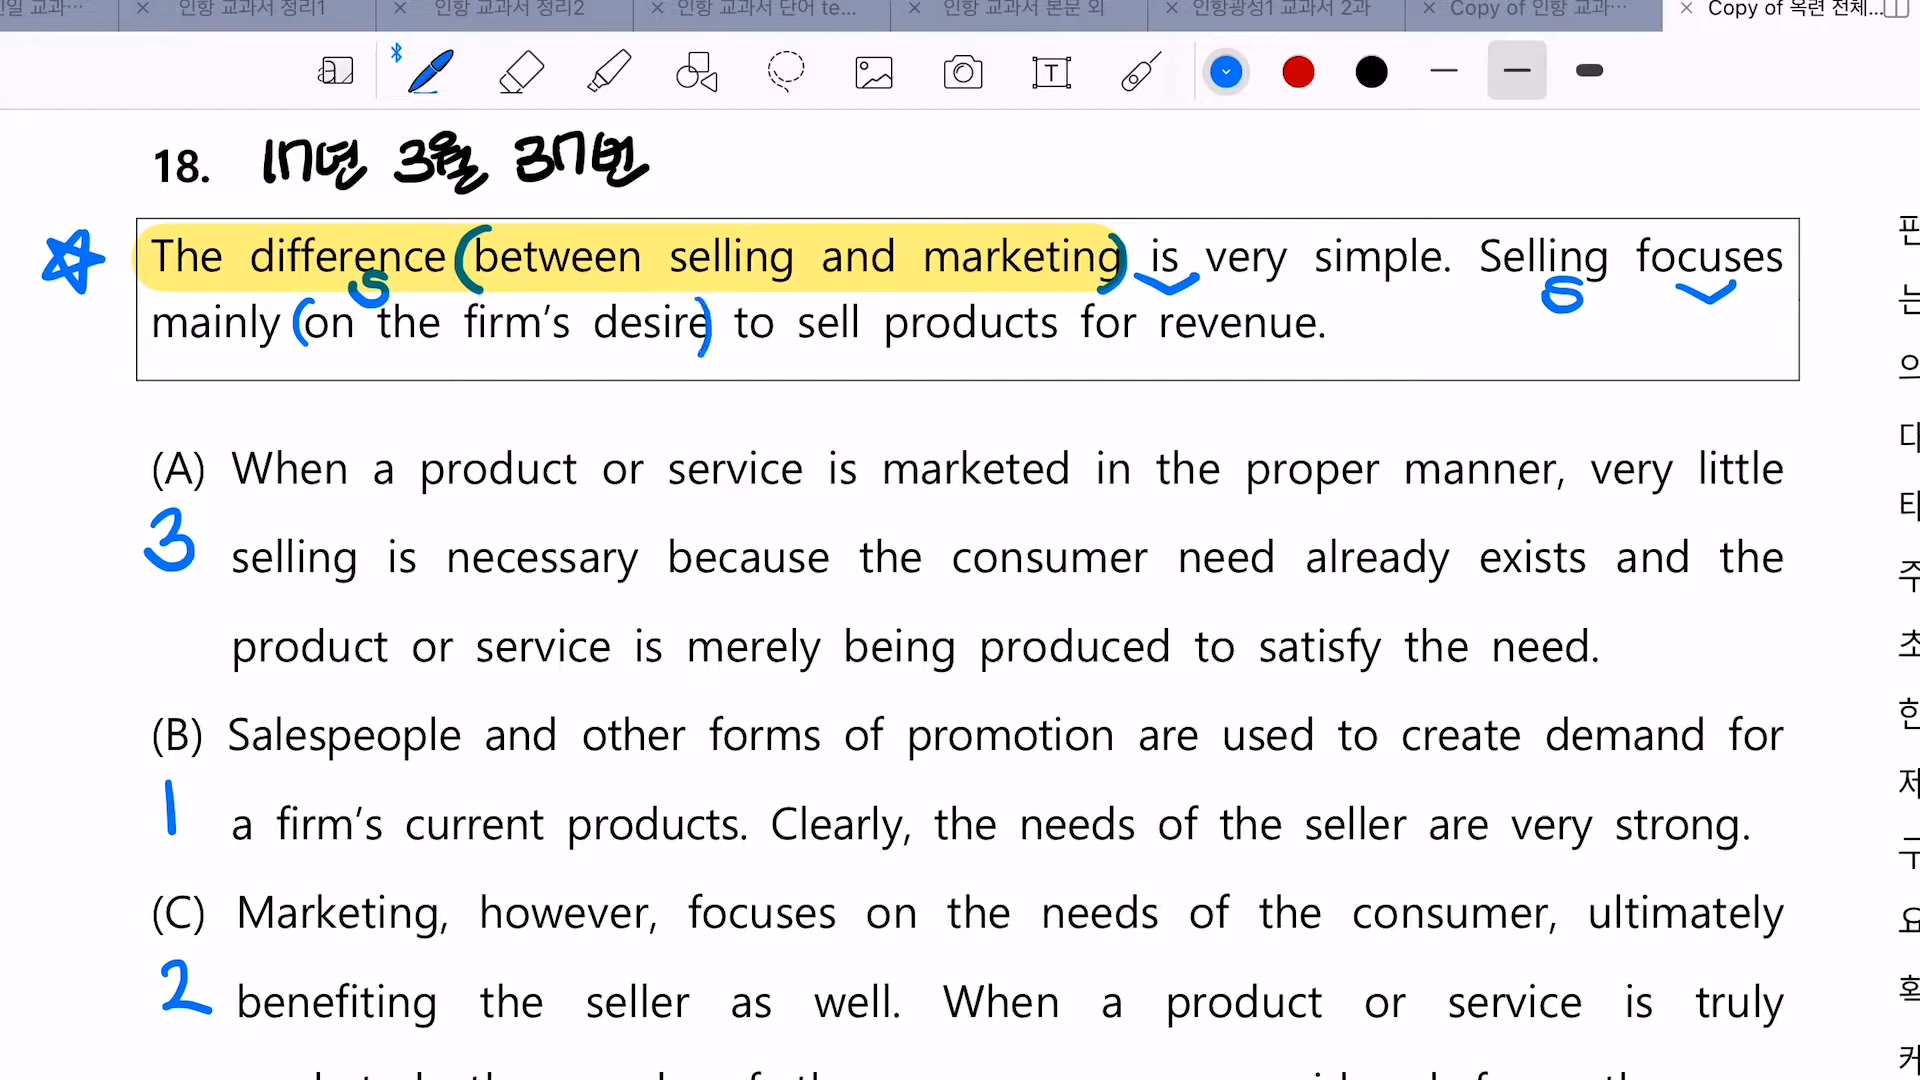 인일 교과…
인항 교과서 정리1
인항 교과서 정리2
인항 교과서 단어 te…
인항 교과서 본문 외
인항광성1 교과서 2과
Copy of 인항 교과…
Copy of 옥련 전체…
18. 17년 3월 37번
The difference (between selling and marketing) is very simple. Selling focuses
S S
mainly (on the firm's desire) to sell products for revenue.
(A) When a product or service is marketed in the proper manner, very little
3 selling is necessary because the consumer need already exists and the
product or service is merely being produced to satisfy the need.
(B) Salespeople and other forms of promotion are used to create demand for
1 a firm's current products. Clearly, the needs of the seller are very strong.
(C) Marketing, however, focuses on the needs of the consumer, ultimately
2 benefiting the seller as well. When a product or service is truly